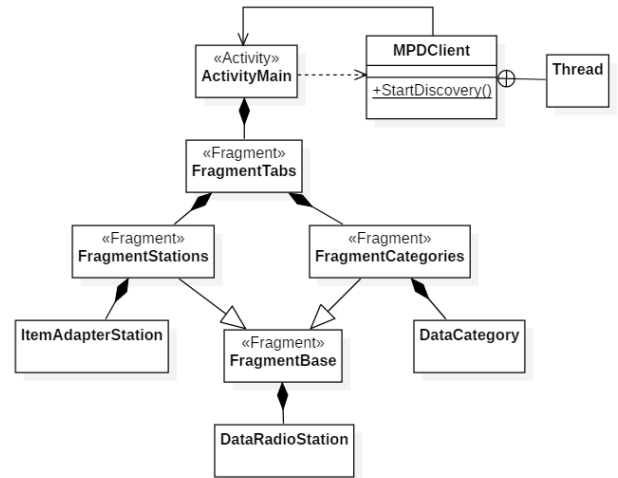 «Activity»
ActivityMain
MPDClient
+StartDiscovery()
Thread
«Fragment»
FragmentTabs
«Fragment»
FragmentStations
«Fragment»
FragmentCategories
ItemAdapterStation
«Fragment»
FragmentBase
DataCategory
DataRadioStation